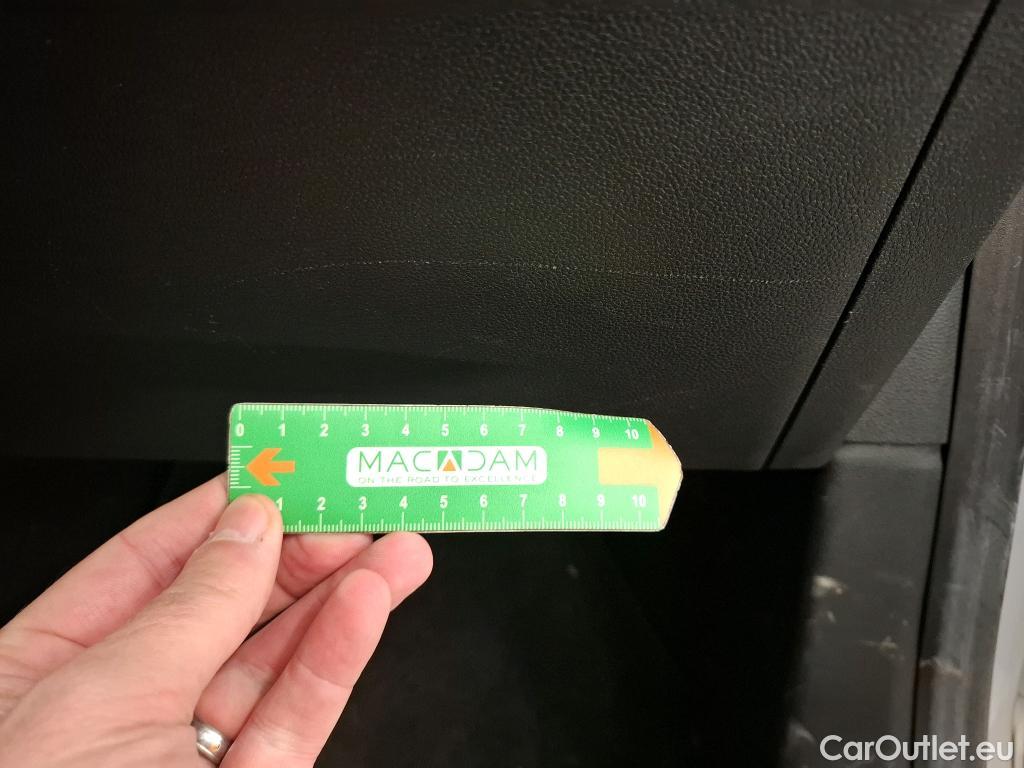 0 1 2 3 4 5 6 7 8 9 10
MACADAM
ON THE ROAD TO EXCELLENCE
1 2 3 4 5 6 7 8 9 10
CarOutlet.eu